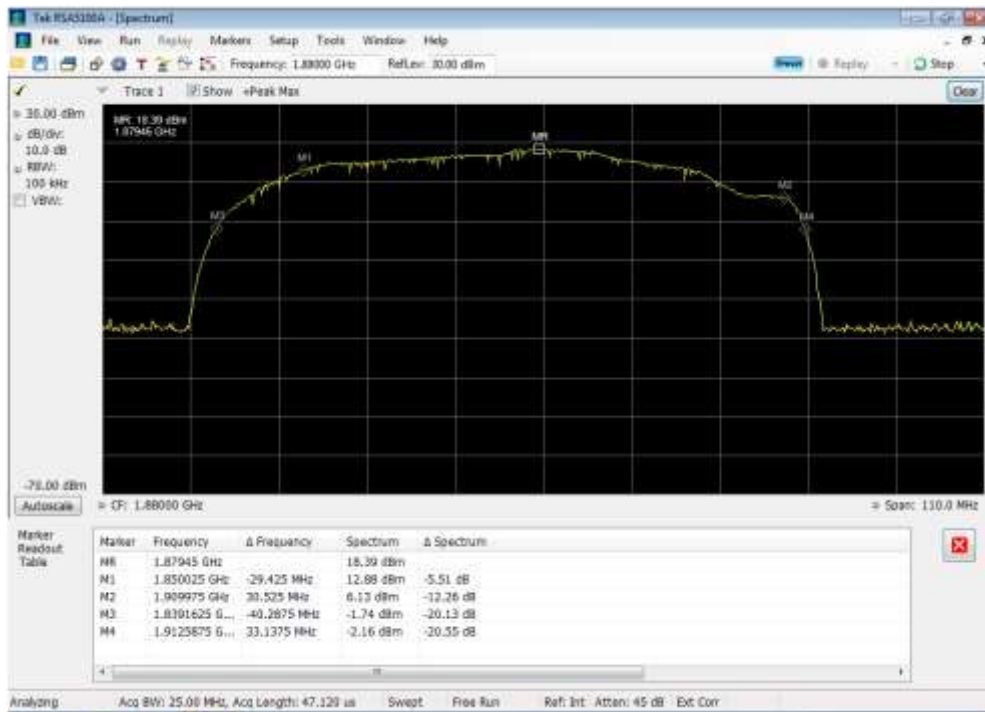 Tek RSA5100A - [Spectrum]
File View Run Replay Markers Setup Tools Window Help
Frequency: 1.88000 GHz RefLev: 30.00 dBm Preset Replay Stop
Trace 1 Show +Peak Max Clear
30.00 dBm
dB/div:
10.0 dB
RBW:
100 kHz
VBW:
MR: 18.39 dBm
1.87945 GHz
MR
M1
M2
M3
M4
-70.00 dBm
Autoscale CF: 1.88000 GHz Span: 110.0 MHz
Marker
Readout
Table
Marker Frequency Δ Frequency Spectrum Δ Spectrum
MR 1.87945 GHz 18.39 dBm
M1 1.850025 GHz -29.425 MHz 12.88 dBm -5.51 dB
M2 1.909975 GHz 30.525 MHz 6.13 dBm -12.26 dB
M3 1.8391625 G... -40.2875 MHz -1.74 dBm -20.13 dB
M4 1.9125875 G... 33.1375 MHz -2.16 dBm -20.55 dB
Analyzing Acq BW: 25.00 MHz, Acq Length: 47.120 us Swept Free Run Ref: Int Atten: 45 dB Ext Corr